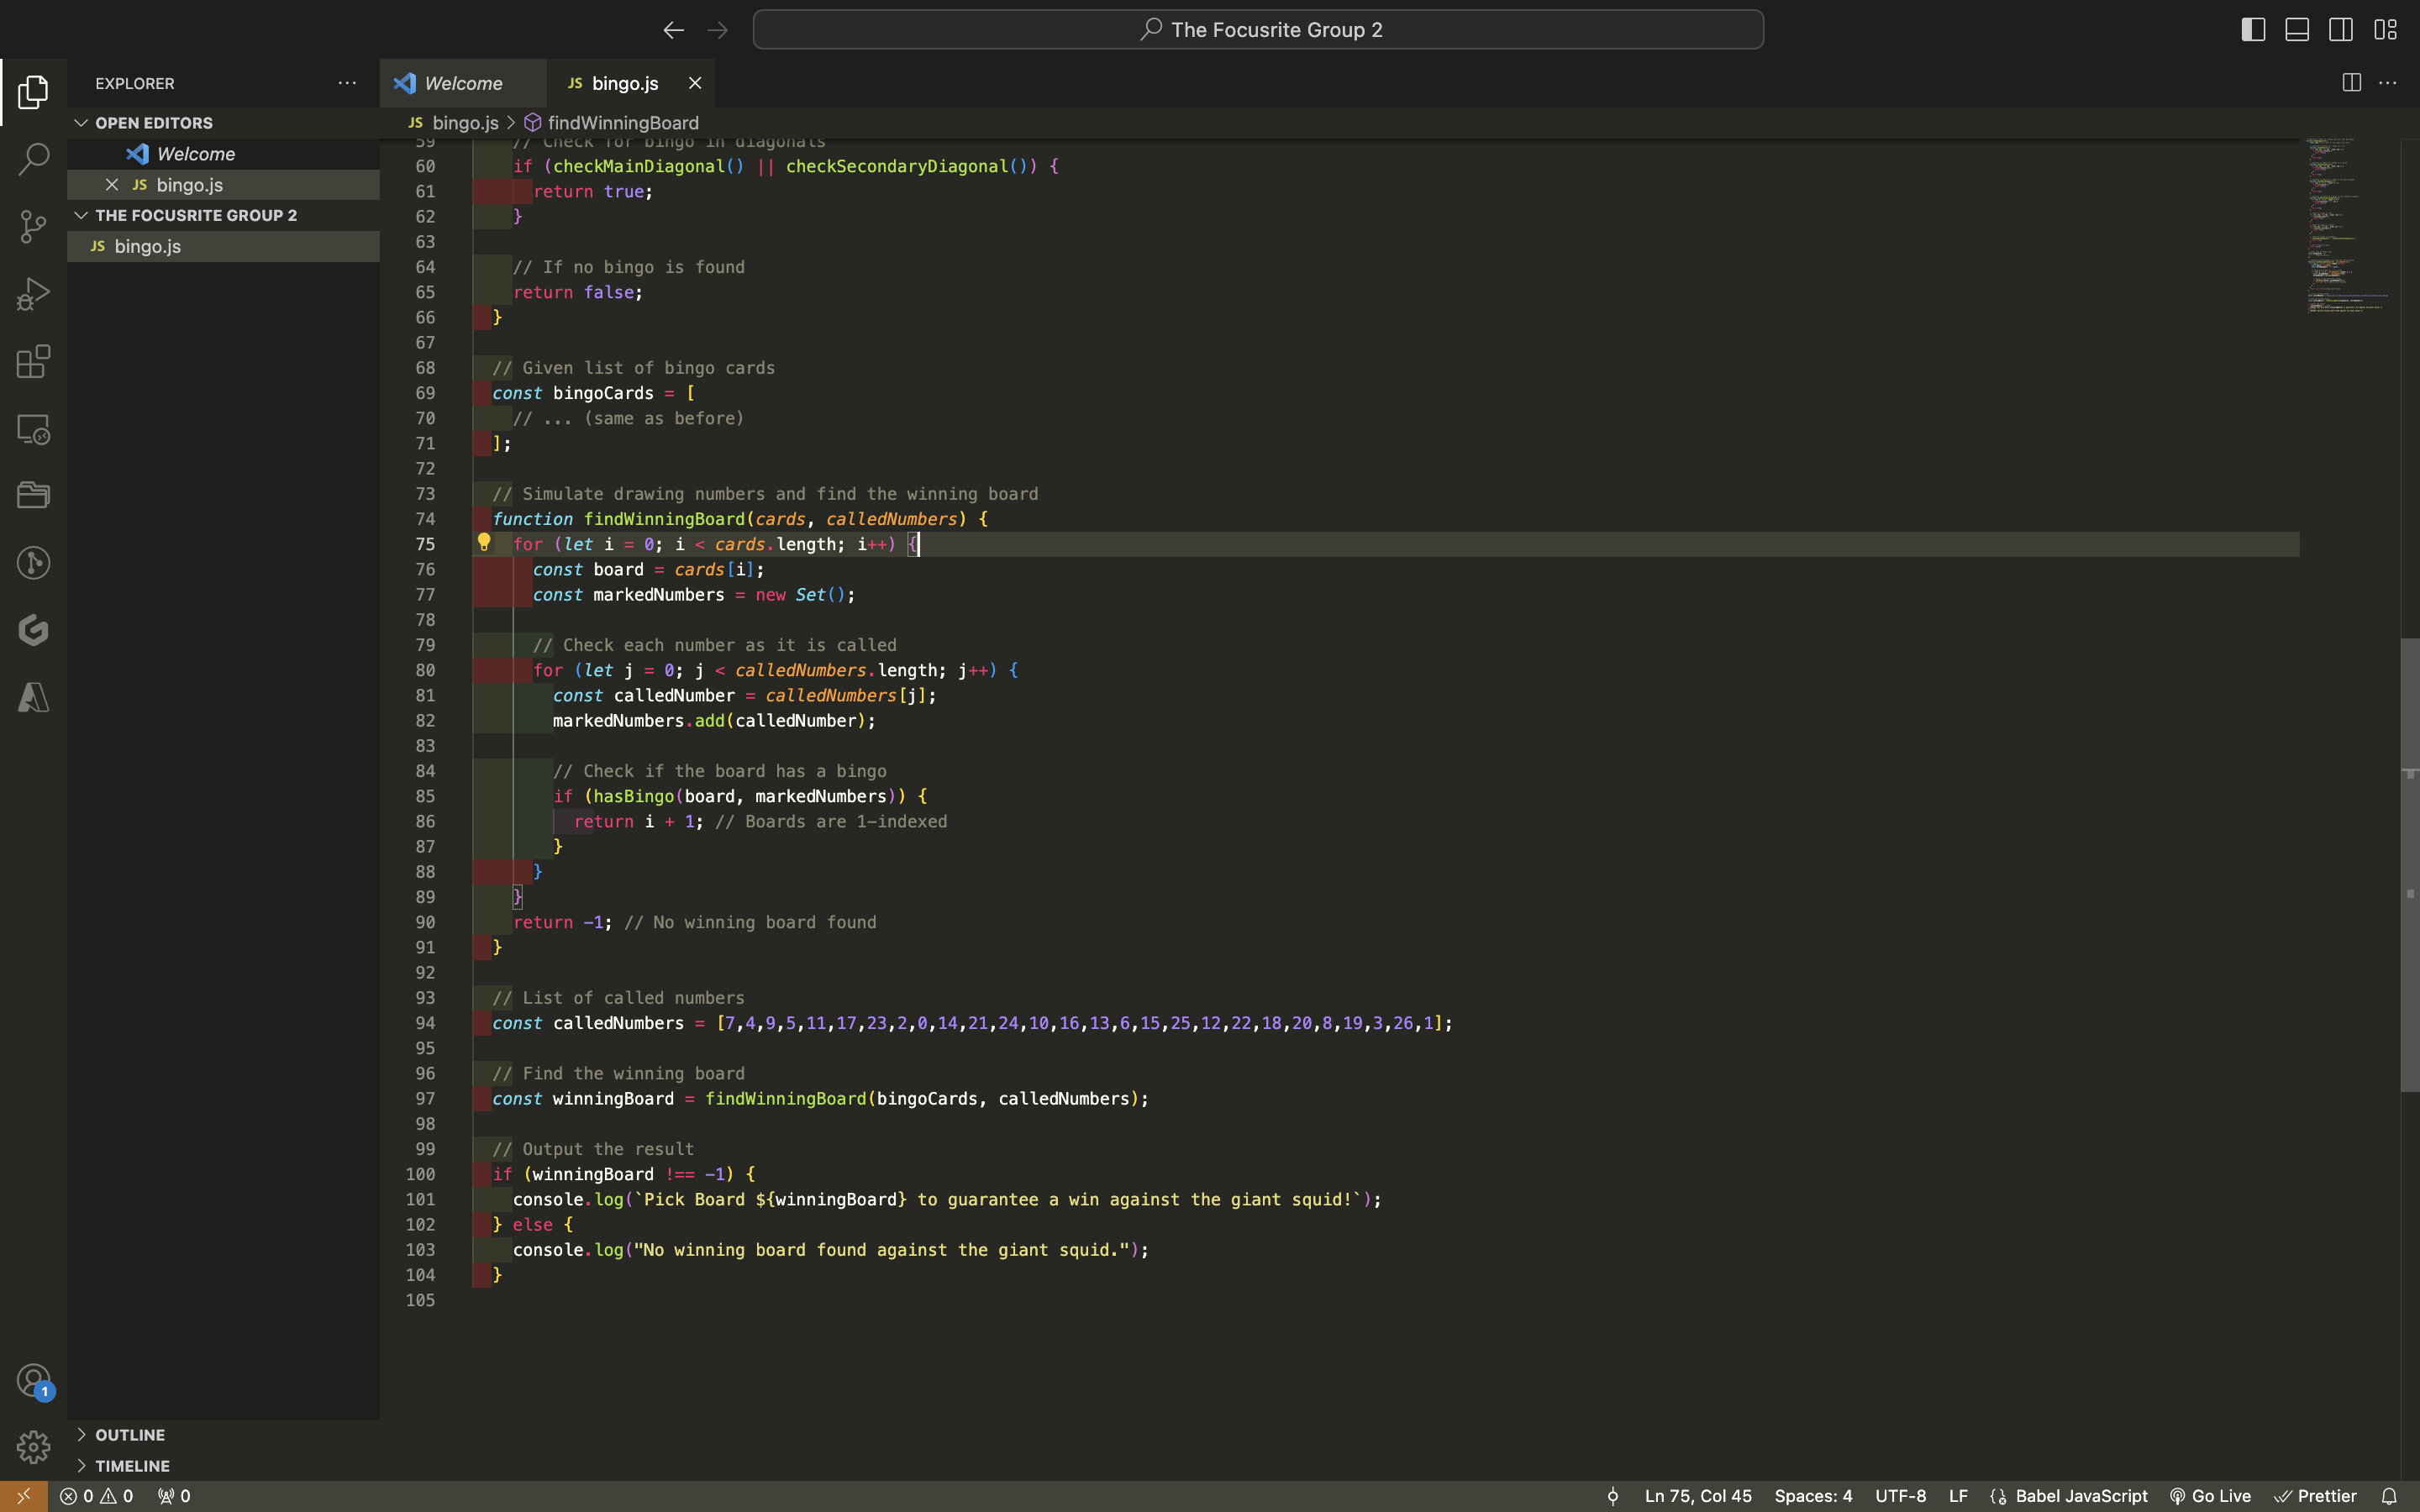 The Focusrite Group 2
EXPLORER
OPEN EDITORS
Welcome
JS bingo.js
THE FOCUSRITE GROUP 2
JS bingo.js
Welcome
JS bingo.js
JS bingo.js > findWinningBoard
59 // Check for bingo in diagonals
60 if (checkMainDiagonal() || checkSecondaryDiagonal()) {
61 return true;
62 }
63
64 // If no bingo is found
65 return false;
66 }
67
68 // Given list of bingo cards
69 const bingoCards = [
70 // ... (same as before)
71 ];
72
73 // Simulate drawing numbers and find the winning board
74 function findWinningBoard(cards, calledNumbers) {
75 for (let i = 0; i < cards.length; i++) {
76 const board = cards[i];
77 const markedNumbers = new Set();
78
79 // Check each number as it is called
80 for (let j = 0; j < calledNumbers.length; j++) {
81 const calledNumber = calledNumbers[j];
82 markedNumbers.add(calledNumber);
83
84 // Check if the board has a bingo
85 if (hasBingo(board, markedNumbers)) {
86 return i + 1; // Boards are 1-indexed
87 }
88 }
89 }
90 return -1; // No winning board found
91 }
92
93 // List of called numbers
94 const calledNumbers = [7,4,9,5,11,17,23,2,0,14,21,24,10,16,13,6,15,25,12,22,18,20,8,19,3,26,1];
95
96 // Find the winning board
97 const winningBoard = findWinningBoard(bingoCards, calledNumbers);
98
99 // Output the result
100 if (winningBoard !== -1) {
101 console.log(`Pick Board ${winningBoard} to guarantee a win against the giant squid!`);
102 } else {
103 console.log("No winning board found against the giant squid.");
104 }
105
1
OUTLINE
TIMELINE
0 0 0
Ln 75, Col 45 Spaces: 4 UTF-8 LF Babel JavaScript Go Live Prettier